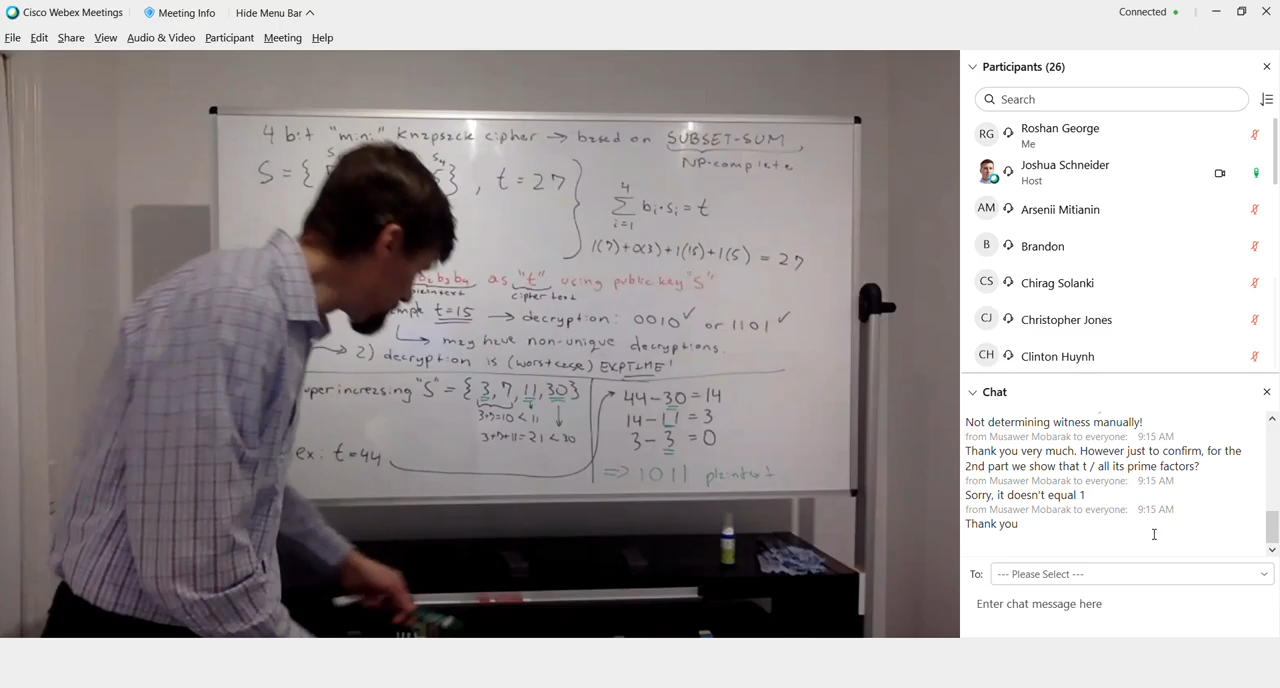 Cisco Webex Meetings
Meeting Info
Hide Menu Bar
Connected
File Edit Share View Audio & Video Participant Meeting Help
4 bit "mini" knapsack cipher → based on SUBSET-SUM
NP-complete
S = { s₄ } , t = 27
4
∑ bᵢ·sᵢ = t
i=1
1(7)+0(3)+1(15)+1(5) = 27
b₂ b₃ b₄ as "t" using public key "S"
cipher text
t=15 → decryption: 0010 ✓ or 1101 ✓
↳ may have non-unique decryptions.
→ 2) decryption is (worst case) EXPTIME!
increasing "S" = {3, 7, 11, 30}
3+7=10 < 11
3+7+11=21 < 30
ex: t=44
44-30=14
14-11=3
3-3=0
⇒ 1011 plaintext
Participants (26)
Search
RG
Roshan George
Me
Joshua Schneider
Host
AM
Arsenii Mitianin
B
Brandon
CS
Chirag Solanki
CJ
Christopher Jones
CH
Clinton Huynh
Chat
Not determining witness manually!
from Musawer Mobarak to everyone: 9:15 AM
Thank you very much. However just to confirm, for the
2nd part we show that t / all its prime factors?
from Musawer Mobarak to everyone: 9:15 AM
Sorry, it doesn't equal 1
from Musawer Mobarak to everyone: 9:15 AM
Thank you
To: --- Please Select ---
Enter chat message here